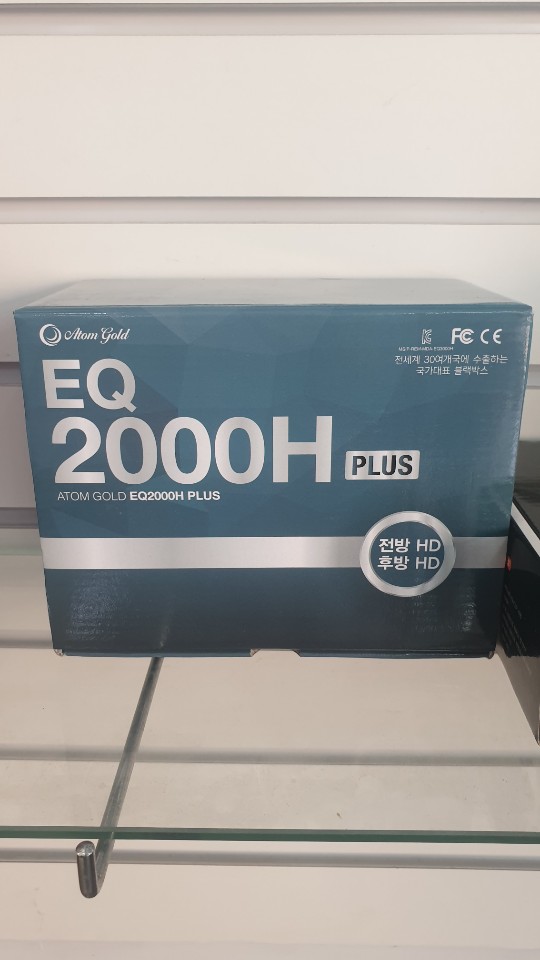 Atom Gold
FC CE
전세계 30여개국에 수출하는
국가대표 블랙박스
EQ
2000H PLUS
ATOM GOLD EQ2000H PLUS
전방 HD
후방 HD